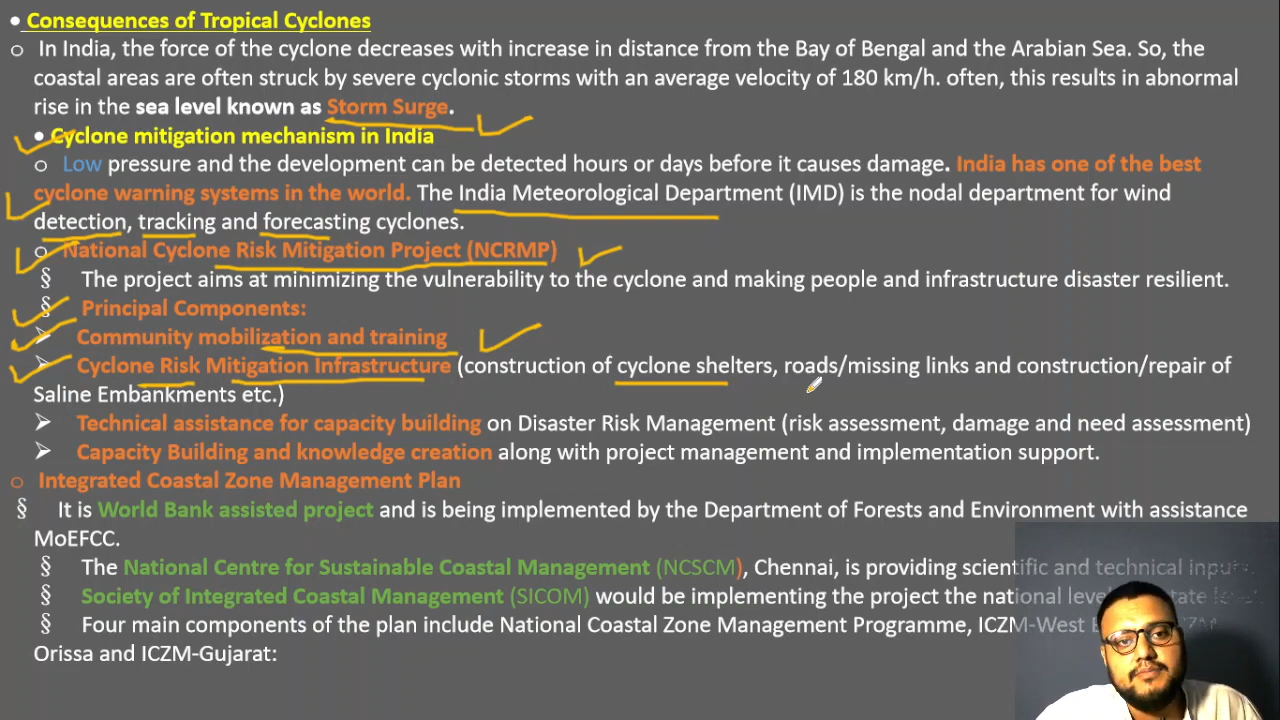 • Consequences of Tropical Cyclones
o In India, the force of the cyclone decreases with increase in distance from the Bay of Bengal and the Arabian Sea. So, the
coastal areas are often struck by severe cyclonic storms with an average velocity of 180 km/h. often, this results in abnormal
rise in the sea level known as Storm Surge.
• Cyclone mitigation mechanism in India
o Low pressure and the development can be detected hours or days before it causes damage. India has one of the best
cyclone warning systems in the world. The India Meteorological Department (IMD) is the nodal department for wind
detection, tracking and forecasting cyclones.
o National Cyclone Risk Mitigation Project (NCRMP)
§ The project aims at minimizing the vulnerability to the cyclone and making people and infrastructure disaster resilient.
§ Principal Components:
➢ Community mobilization and training
➢ Cyclone Risk Mitigation Infrastructure (construction of cyclone shelters, roads/missing links and construction/repair of
Saline Embankments etc.)
➢ Technical assistance for capacity building on Disaster Risk Management (risk assessment, damage and need assessment)
➢ Capacity Building and knowledge creation along with project management and implementation support.
o Integrated Coastal Zone Management Plan
§ It is World Bank assisted project and is being implemented by the Department of Forests and Environment with assistance
MoEFCC.
§ The National Centre for Sustainable Coastal Management (NCSCM), Chennai, is providing scientific and technical inputs
§ Society of Integrated Coastal Management (SICOM) would be implementing the project the national level
§ Four main components of the plan include National Coastal Zone Management Programme, ICZM-West
Orissa and ICZM-Gujarat: